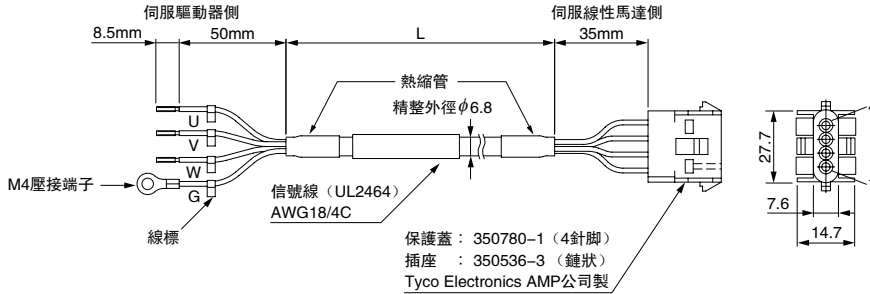 伺服驅動器側
伺服線性馬達側
8.5mm
50mm
L
35mm
熱縮管
精整外徑ϕ6.8
U
V
W
G
M4壓接端子
線標
信號線（UL2464）
AWG18/4C
保護蓋：350780-1（4針腳）
插座　：350536-3（鏈狀）
Tyco Electronics AMP公司製
27.7
7.6
14.7